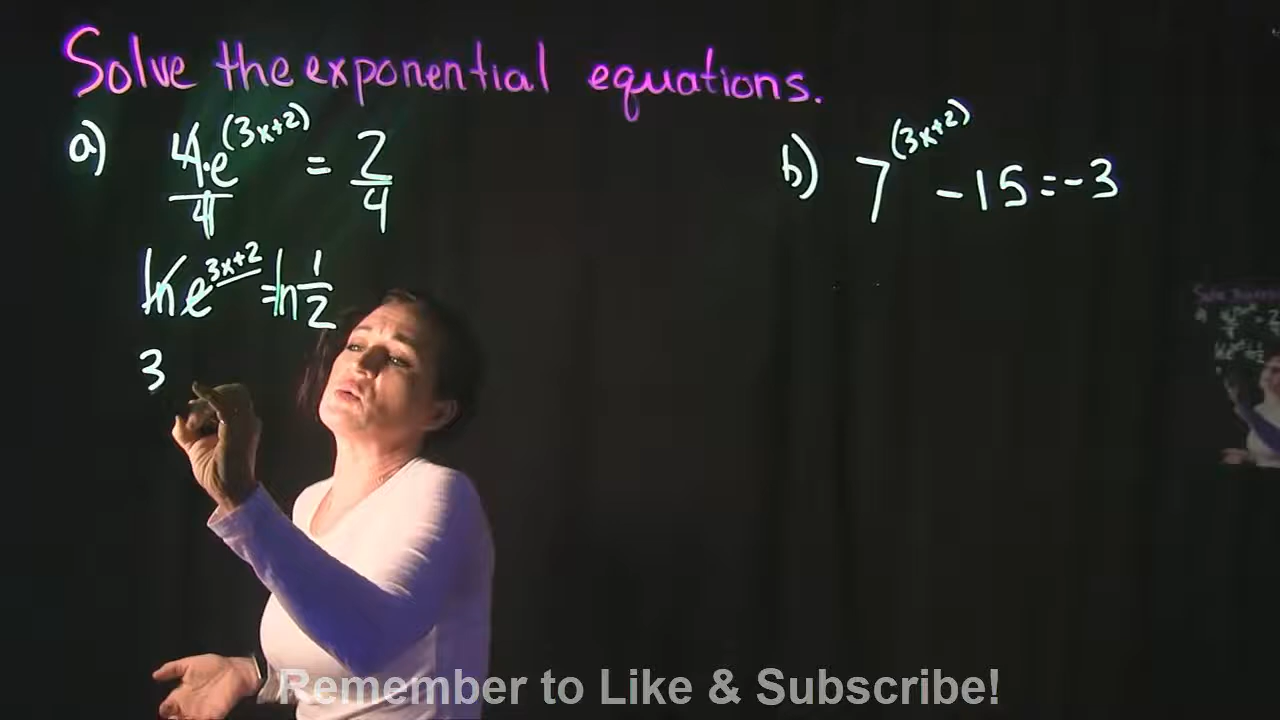 Solve the exponential equations.
a) 4·e^(3x+2) / 4 = 2/4
ln e^3x+2 = ln 1/2
3
b) 7^(3x+2) - 15 = -3
Remember to Like & Subscribe!